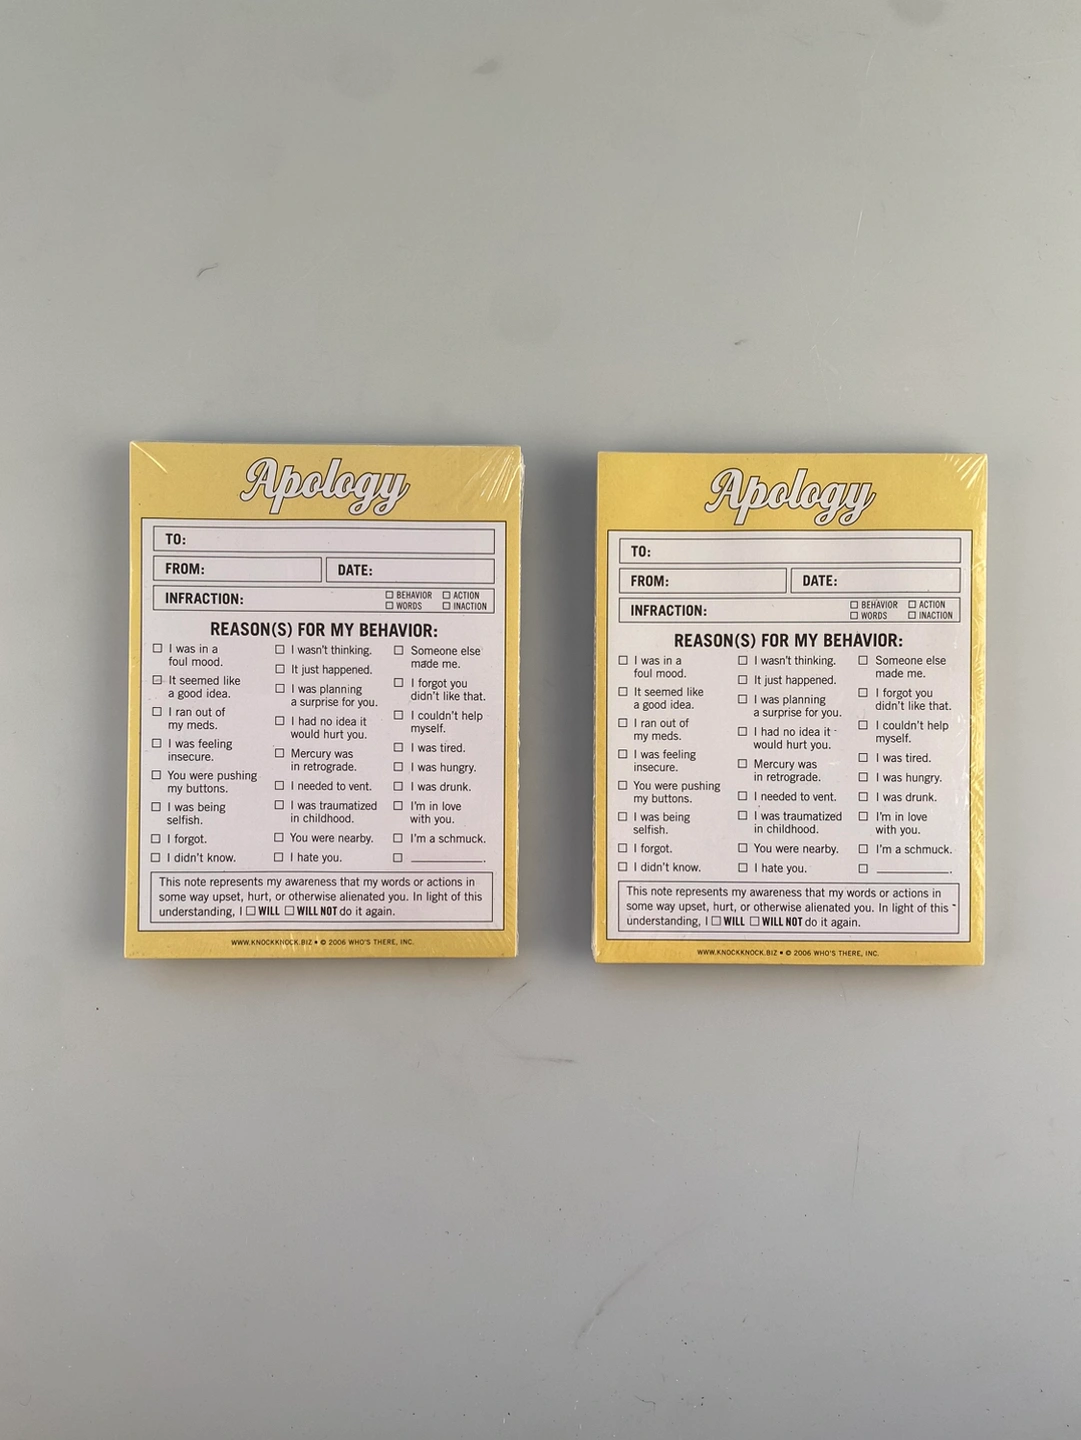 Apology
TO:
FROM:
DATE:
INFRACTION:
☐ BEHAVIOR ☐ ACTION
☐ WORDS ☐ INACTION
REASON(S) FOR MY BEHAVIOR:
☐ I was in a
foul mood.
☐ It seemed like
a good idea.
☐ I ran out of
my meds.
☐ I was feeling
insecure.
☐ You were pushing
my buttons.
☐ I was being
selfish.
☐ I forgot.
☐ I didn't know.
☐ I wasn't thinking.
☐ It just happened.
☐ I was planning
a surprise for you.
☐ I had no idea it
would hurt you.
☐ Mercury was
in retrograde.
☐ I needed to vent.
☐ I was traumatized
in childhood.
☐ You were nearby.
☐ I hate you.
☐ Someone else
made me.
☐ I forgot you
didn't like that.
☐ I couldn't help
myself.
☐ I was tired.
☐ I was hungry.
☐ I was drunk.
☐ I'm in love
with you.
☐ I'm a schmuck.
☐ ____________.
This note represents my awareness that my words or actions in
some way upset, hurt, or otherwise alienated you. In light of this
understanding, I ☐ WILL ☐ WILL NOT do it again.
WWW.KNOCKKNOCK.BIZ • © 2006 WHO'S THERE, INC.
Apology
TO:
FROM:
DATE:
INFRACTION:
☐ BEHAVIOR ☐ ACTION
☐ WORDS ☐ INACTION
REASON(S) FOR MY BEHAVIOR:
☐ I was in a
foul mood.
☐ It seemed like
a good idea.
☐ I ran out of
my meds.
☐ I was feeling
insecure.
☐ You were pushing
my buttons.
☐ I was being
selfish.
☐ I forgot.
☐ I didn't know.
☐ I wasn't thinking.
☐ It just happened.
☐ I was planning
a surprise for you.
☐ I had no idea it
would hurt you.
☐ Mercury was
in retrograde.
☐ I needed to vent.
☐ I was traumatized
in childhood.
☐ You were nearby.
☐ I hate you.
☐ Someone else
made me.
☐ I forgot you
didn't like that.
☐ I couldn't help
myself.
☐ I was tired.
☐ I was hungry.
☐ I was drunk.
☐ I'm in love
with you.
☐ I'm a schmuck.
☐ ____________.
This note represents my awareness that my words or actions in
some way upset, hurt, or otherwise alienated you. In light of this
understanding, I ☐ WILL ☐ WILL NOT do it again.
WWW.KNOCKKNOCK.BIZ • © 2006 WHO'S THERE, INC.